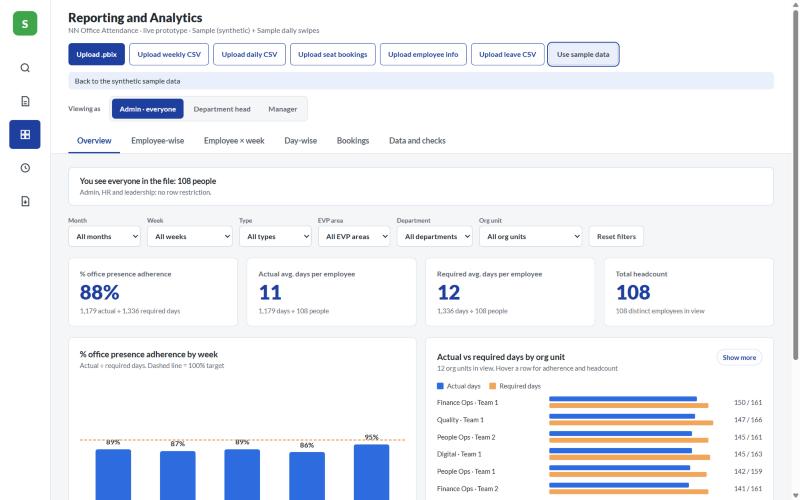 S
Reporting and Analytics
NN Office Attendance · live prototype · Sample (synthetic) + Sample daily swipes
Upload .pbix
Upload weekly CSV
Upload daily CSV
Upload seat bookings
Upload employee info
Upload leave CSV
Use sample data
Back to the synthetic sample data
Viewing as
Admin · everyone
Department head
Manager
Overview
Employee-wise
Employee × week
Day-wise
Bookings
Data and checks
You see everyone in the file: 108 people
Admin, HR and leadership: no row restriction.
Month
Week
Type
EVP area
Department
Org unit
All months
All weeks
All types
All EVP areas
All departments
All org units
Reset filters
% office presence adherence
88%
1,179 actual ÷ 1,336 required days
Actual avg. days per employee
11
1,179 days ÷ 108 people
Required avg. days per employee
12
1,336 days ÷ 108 people
Total headcount
108
108 distinct employees in view
% office presence adherence by week
Actual ÷ required days. Dashed line = 100% target
89%
87%
89%
86%
95%
Actual vs required days by org unit
12 org units in view. Hover a row for adherence and headcount
Show more
Actual days
Required days
Finance Ops · Team 1 150 / 161
Quality · Team 1 147 / 166
People Ops · Team 2 145 / 161
Digital · Team 1 145 / 163
People Ops · Team 1 142 / 159
Finance Ops · Team 2 141 / 161